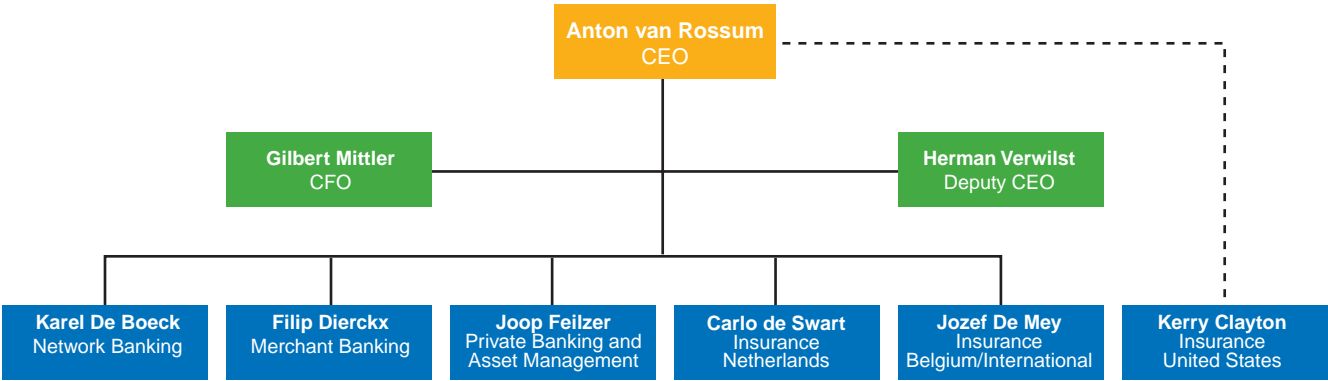 Anton van Rossum
CEO
Gilbert Mittler
CFO
Herman Verwilst
Deputy CEO
Karel De Boeck
Network Banking
Filip Dierckx
Merchant Banking
Joop Feilzer
Private Banking and
Asset Management
Carlo de Swart
Insurance
Netherlands
Jozef De Mey
Insurance
Belgium/International
Kerry Clayton
Insurance
United States